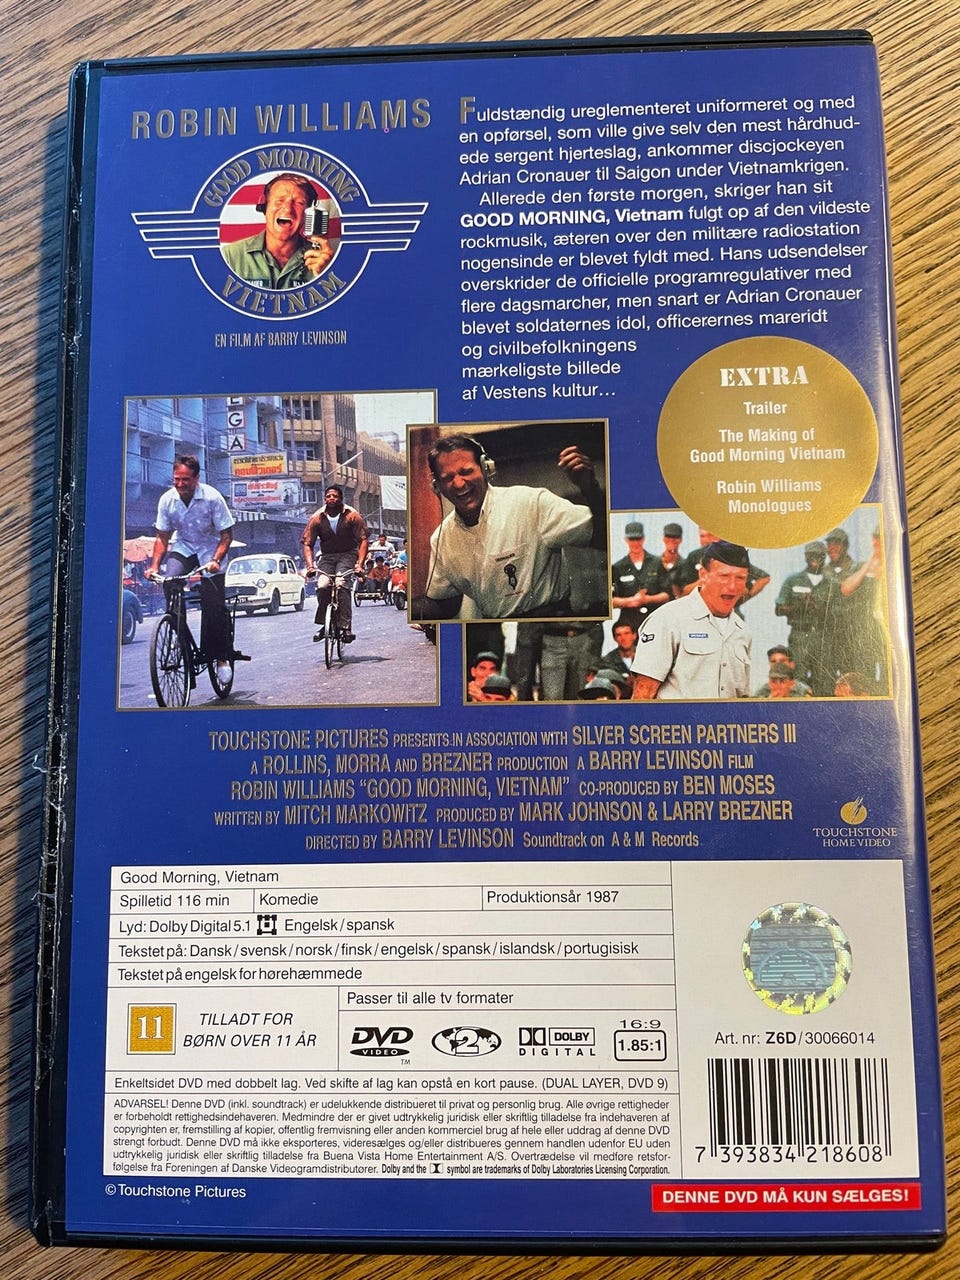 ROBIN WILLIAMS
GOOD MORNING
VIETNAM
EN FILM AF BARRY LEVINSON
Fuldstændig ureglementeret uniformeret og med
en opførsel, som ville give selv den mest hårdhud-
ede sergent hjerteslag, ankommer discjockeyen
Adrian Cronauer til Saigon under Vietnamkrigen.
Allerede den første morgen, skriger han sit
GOOD MORNING, Vietnam fulgt op af den vildeste
rockmusik, æteren over den militære radiostation
nogensinde er blevet fyldt med. Hans udsendelser
overskrider de officielle programregulativer med
flere dagsmarcher, men snart er Adrian Cronauer
blevet soldaternes idol, officerernes mareridt
og civilbefolkningens
mærkeligste billede
af Vestens kultur...
EXTRA
Trailer
The Making of
Good Morning Vietnam
Robin Williams
Monologues
EGA
TOUCHSTONE PICTURES PRESENTS.IN ASSOCIATION WITH SILVER SCREEN PARTNERS III
A ROLLINS, MORRA AND BREZNER PRODUCTION A BARRY LEVINSON FILM
ROBIN WILLIAMS "GOOD MORNING, VIETNAM" CO-PRODUCED BY BEN MOSES
WRITTEN BY MITCH MARKOWITZ PRODUCED BY MARK JOHNSON & LARRY BREZNER
DIRECTED BY BARRY LEVINSON Soundtrack on A & M Records
TOUCHSTONE
HOME VIDEO
Good Morning, Vietnam
Spilletid 116 min Komedie Produktionsår 1987
Lyd: Dolby Digital 5.1 Engelsk/spansk
Tekstet på: Dansk/svensk/norsk/finsk/engelsk/spansk/islandsk/portugisisk
Tekstet på engelsk for hørehæmmede
11
TILLADT FOR
BØRN OVER 11 ÅR
Passer til alle tv formater
DVD
VIDEO
TM
2
DOLBY
DIGITAL
16:9
1.85:1
Enkeltsidet DVD med dobbelt lag. Ved skifte af lag kan opstå en kort pause. (DUAL LAYER, DVD 9)
ADVARSEL! Denne DVD (inkl. soundtrack) er udelukkende distribueret til privat og personlig brug. Alle øvrige rettigheder
er forbeholdt rettighedsindehaveren. Medmindre der er givet udtrykkelig juridisk eller skriftlig tilladelse fra indehaveren af
copyrighten er, fremstilling af kopier, offentlig fremvisning eller anden kommerciel brug af hele eller uddrag af denne DVD
strengt forbudt. Denne DVD må ikke eksporteres, videresælges og/eller distribueres gennem handlen udenfor EU uden
udtrykkelig juridisk eller skriftlig tilladelse fra Buena Vista Home Entertainment A/S. Overtrædelse vil medføre retsfor-
følgelse fra Foreningen af Danske Videogramdistributører. Dolby and the symbol are trademarks of Dolby Laboratories Licensing Corporation.
Art. nr: Z6D/30066014
7 393834 218608
© Touchstone Pictures
DENNE DVD MÅ KUN SÆLGES!